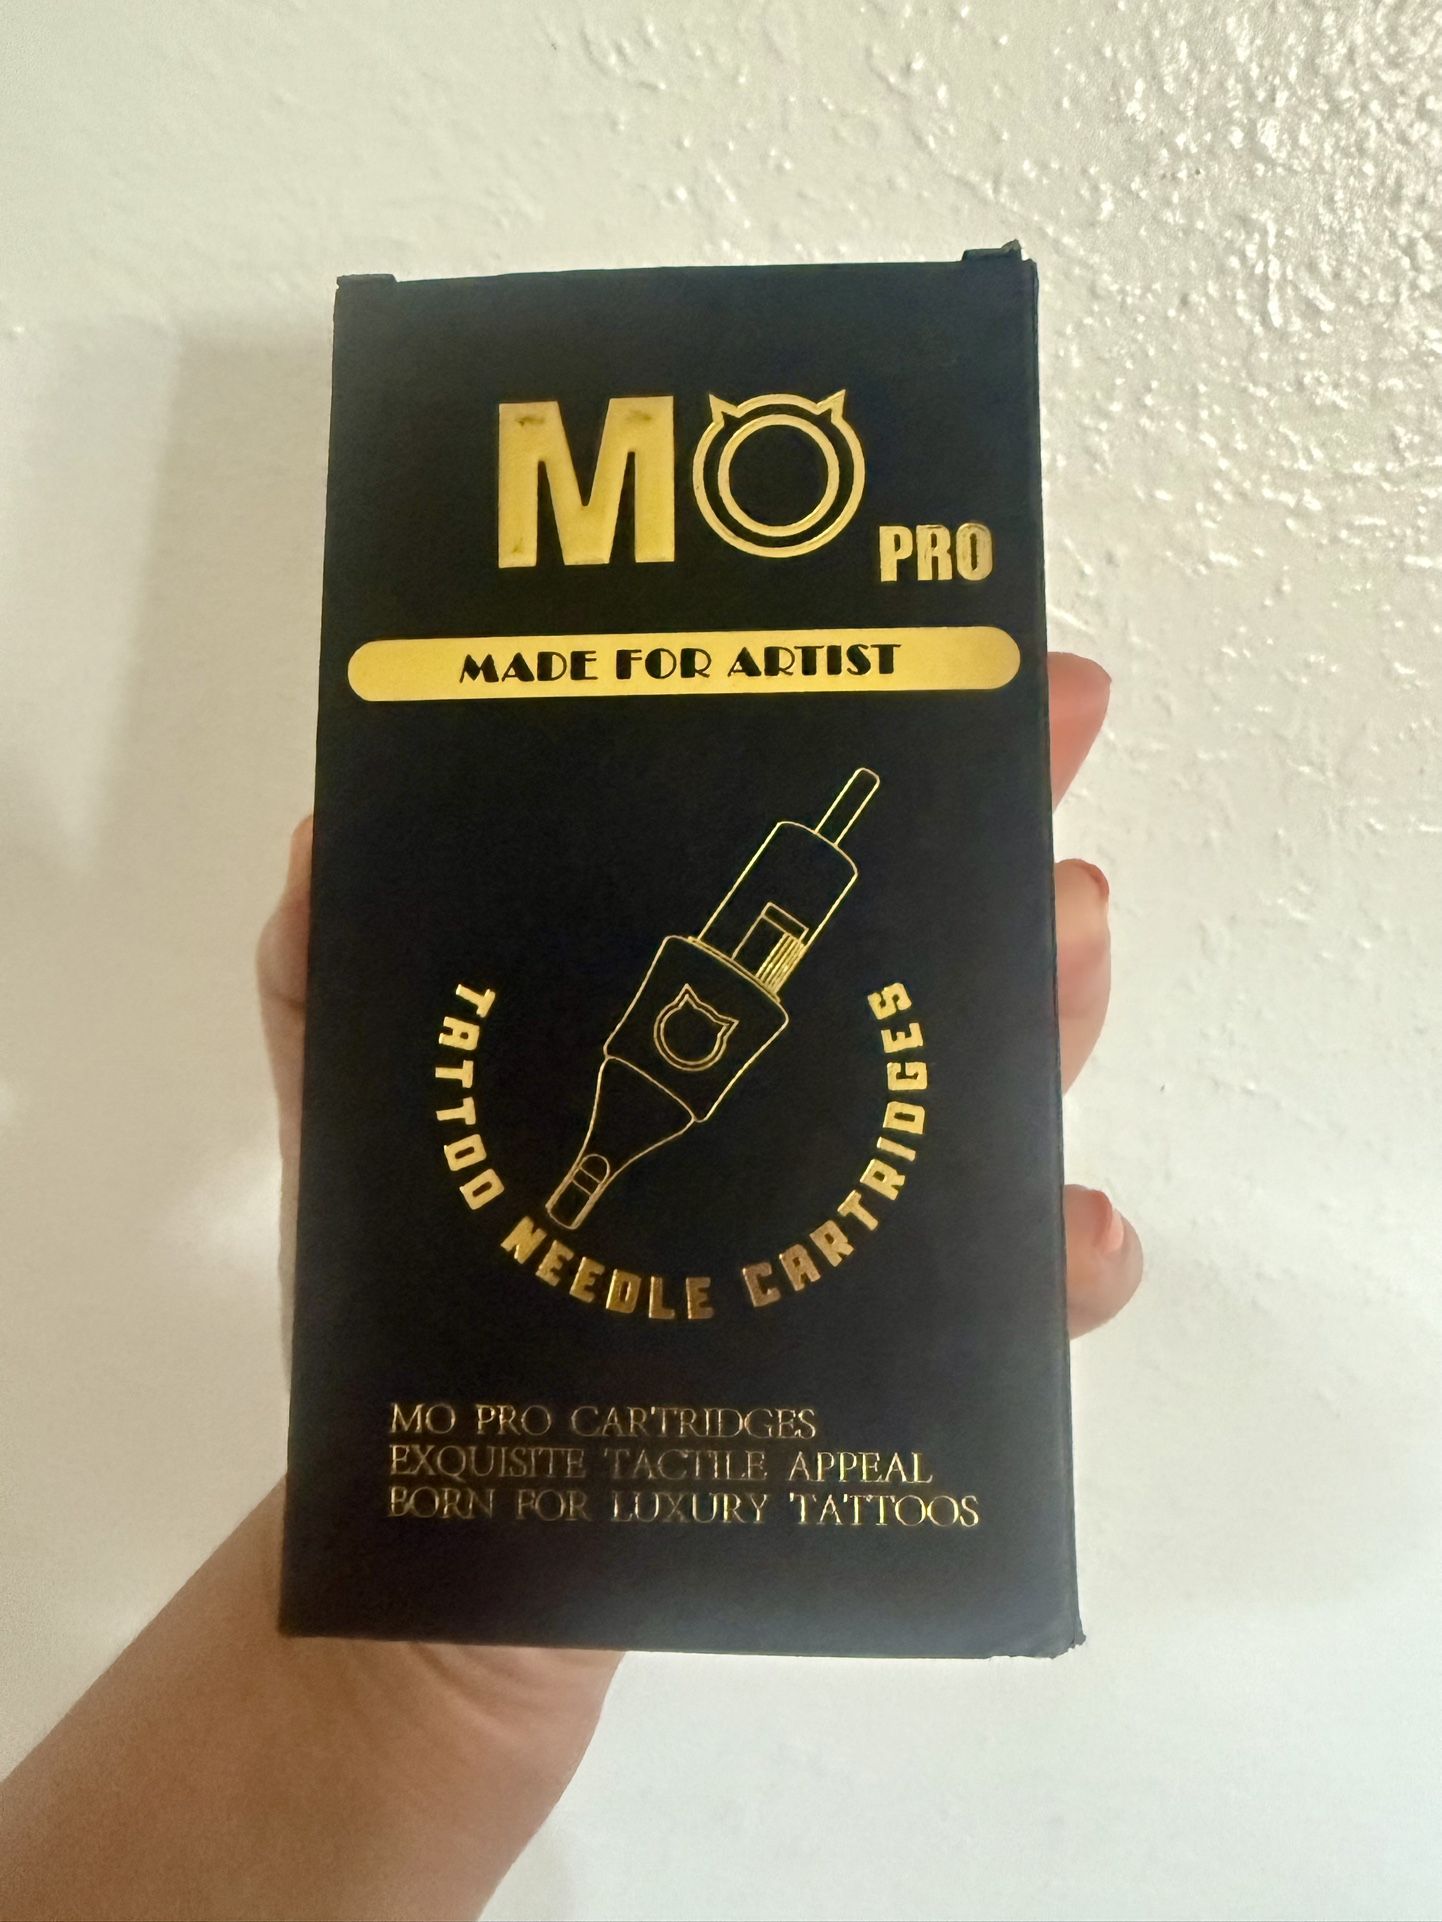 MO PRO
MADE FOR ARTIST
TATTOO NEEDLE CARTRIDGES
MO PRO CARTRIDGES
EXQUISITE TACTILE APPEAL
BORN FOR LUXURY TATTOOS